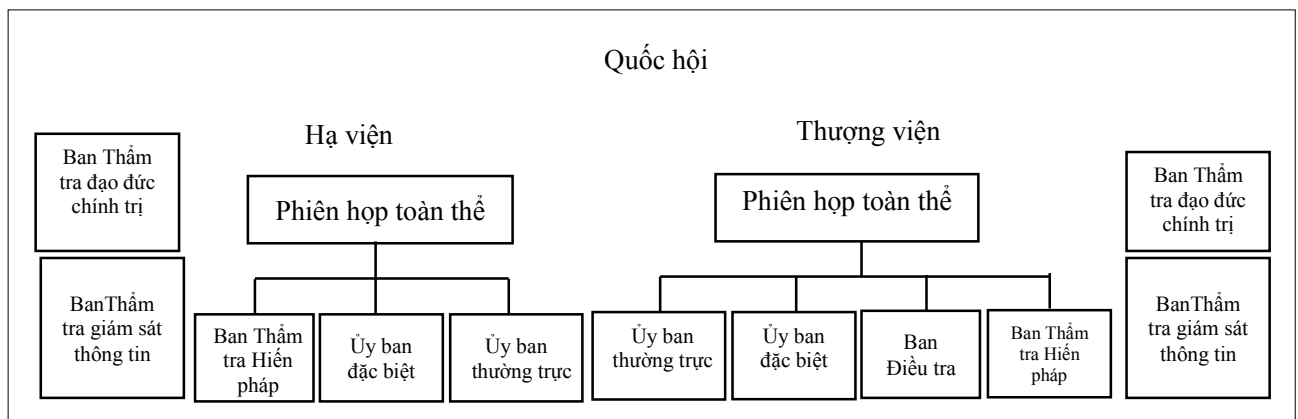 Quốc hội
Hạ viện
Thượng viện
Ban Thẩm
tra đạo đức
chính trị
Phiên họp toàn thể
Phiên họp toàn thể
Ban Thẩm
tra đạo đức
chính trị
BanThẩm
tra giám sát
thông tin
Ban Thẩm
tra Hiến
pháp
Ủy ban
đặc biệt
Ủy ban
thường trực
Ủy ban
thường trực
Ủy ban
đặc biệt
Ban
Điều tra
Ban Thẩm
tra Hiến
pháp
BanThẩm
tra giám sát
thông tin